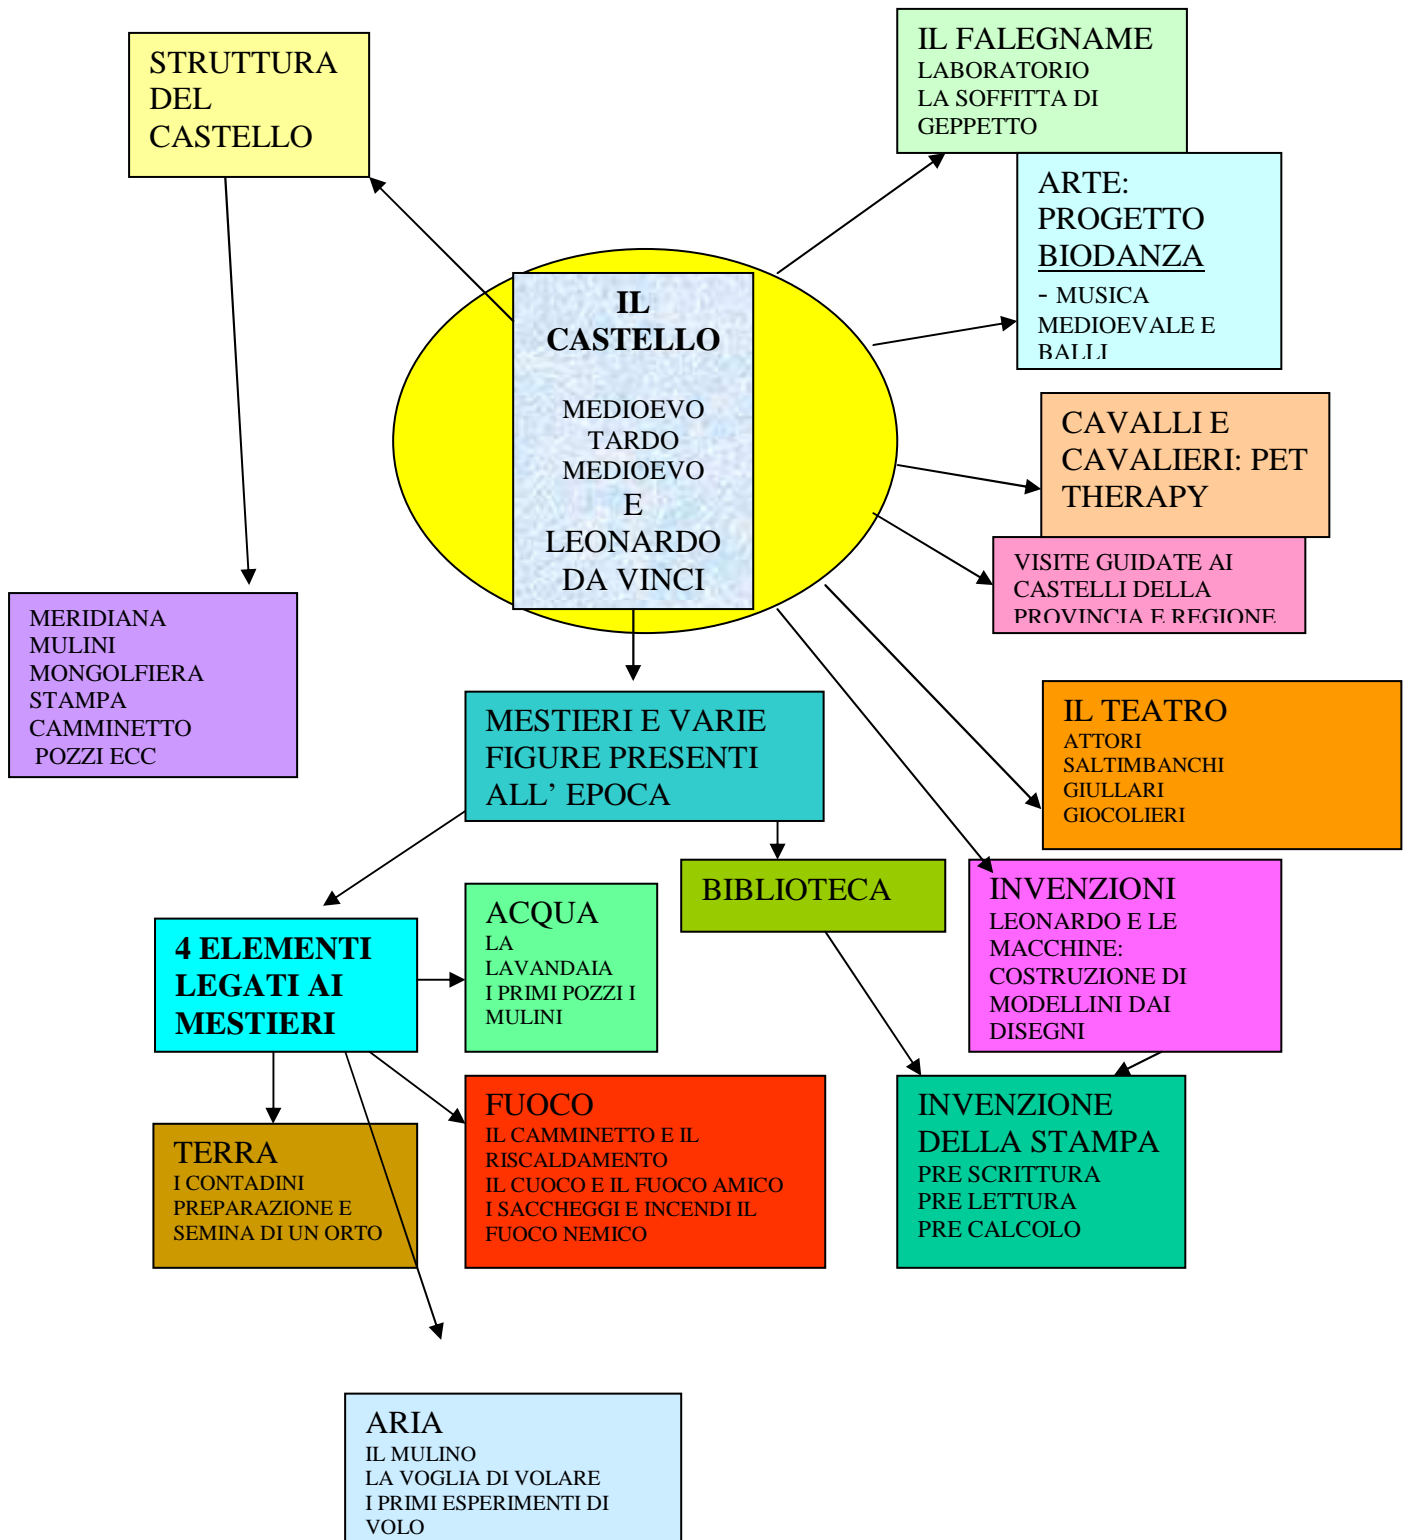 STRUTTURA
DEL
CASTELLO
IL FALEGNAME
LABORATORIO
LA SOFFITTA DI
GEPPETTO
ARTE:
PROGETTO
BIODANZA
- MUSICA
MEDIOEVALE E
BALLI
IL
CASTELLO
MEDIOEVO
TARDO
MEDIOEVO
E
LEONARDO
DA VINCI
CAVALLI E
CAVALIERI: PET
THERAPY
VISITE GUIDATE AI
CASTELLI DELLA
PROVINCIA E REGIONE
MERIDIANA
MULINI
MONGOLFIERA
STAMPA
CAMMINETTO
POZZI ECC
MESTIERI E VARIE
FIGURE PRESENTI
ALL' EPOCA
IL TEATRO
ATTORI
SALTIMBANCHI
GIULLARI
GIOCOLIERI
BIBLIOTECA
INVENZIONI
LEONARDO E LE
MACCHINE:
COSTRUZIONE DI
MODELLINI DAI
DISEGNI
4 ELEMENTI
LEGATI AI
MESTIERI
ACQUA
LA
LAVANDAIA
I PRIMI POZZI I
MULINI
TERRA
I CONTADINI
PREPARAZIONE E
SEMINA DI UN ORTO
FUOCO
IL CAMMINETTO E IL
RISCALDAMENTO
IL CUOCO E IL FUOCO AMICO
I SACCHEGGI E INCENDI IL
FUOCO NEMICO
INVENZIONE
DELLA STAMPA
PRE SCRITTURA
PRE LETTURA
PRE CALCOLO
ARIA
IL MULINO
LA VOGLIA DI VOLARE
I PRIMI ESPERIMENTI DI
VOLO